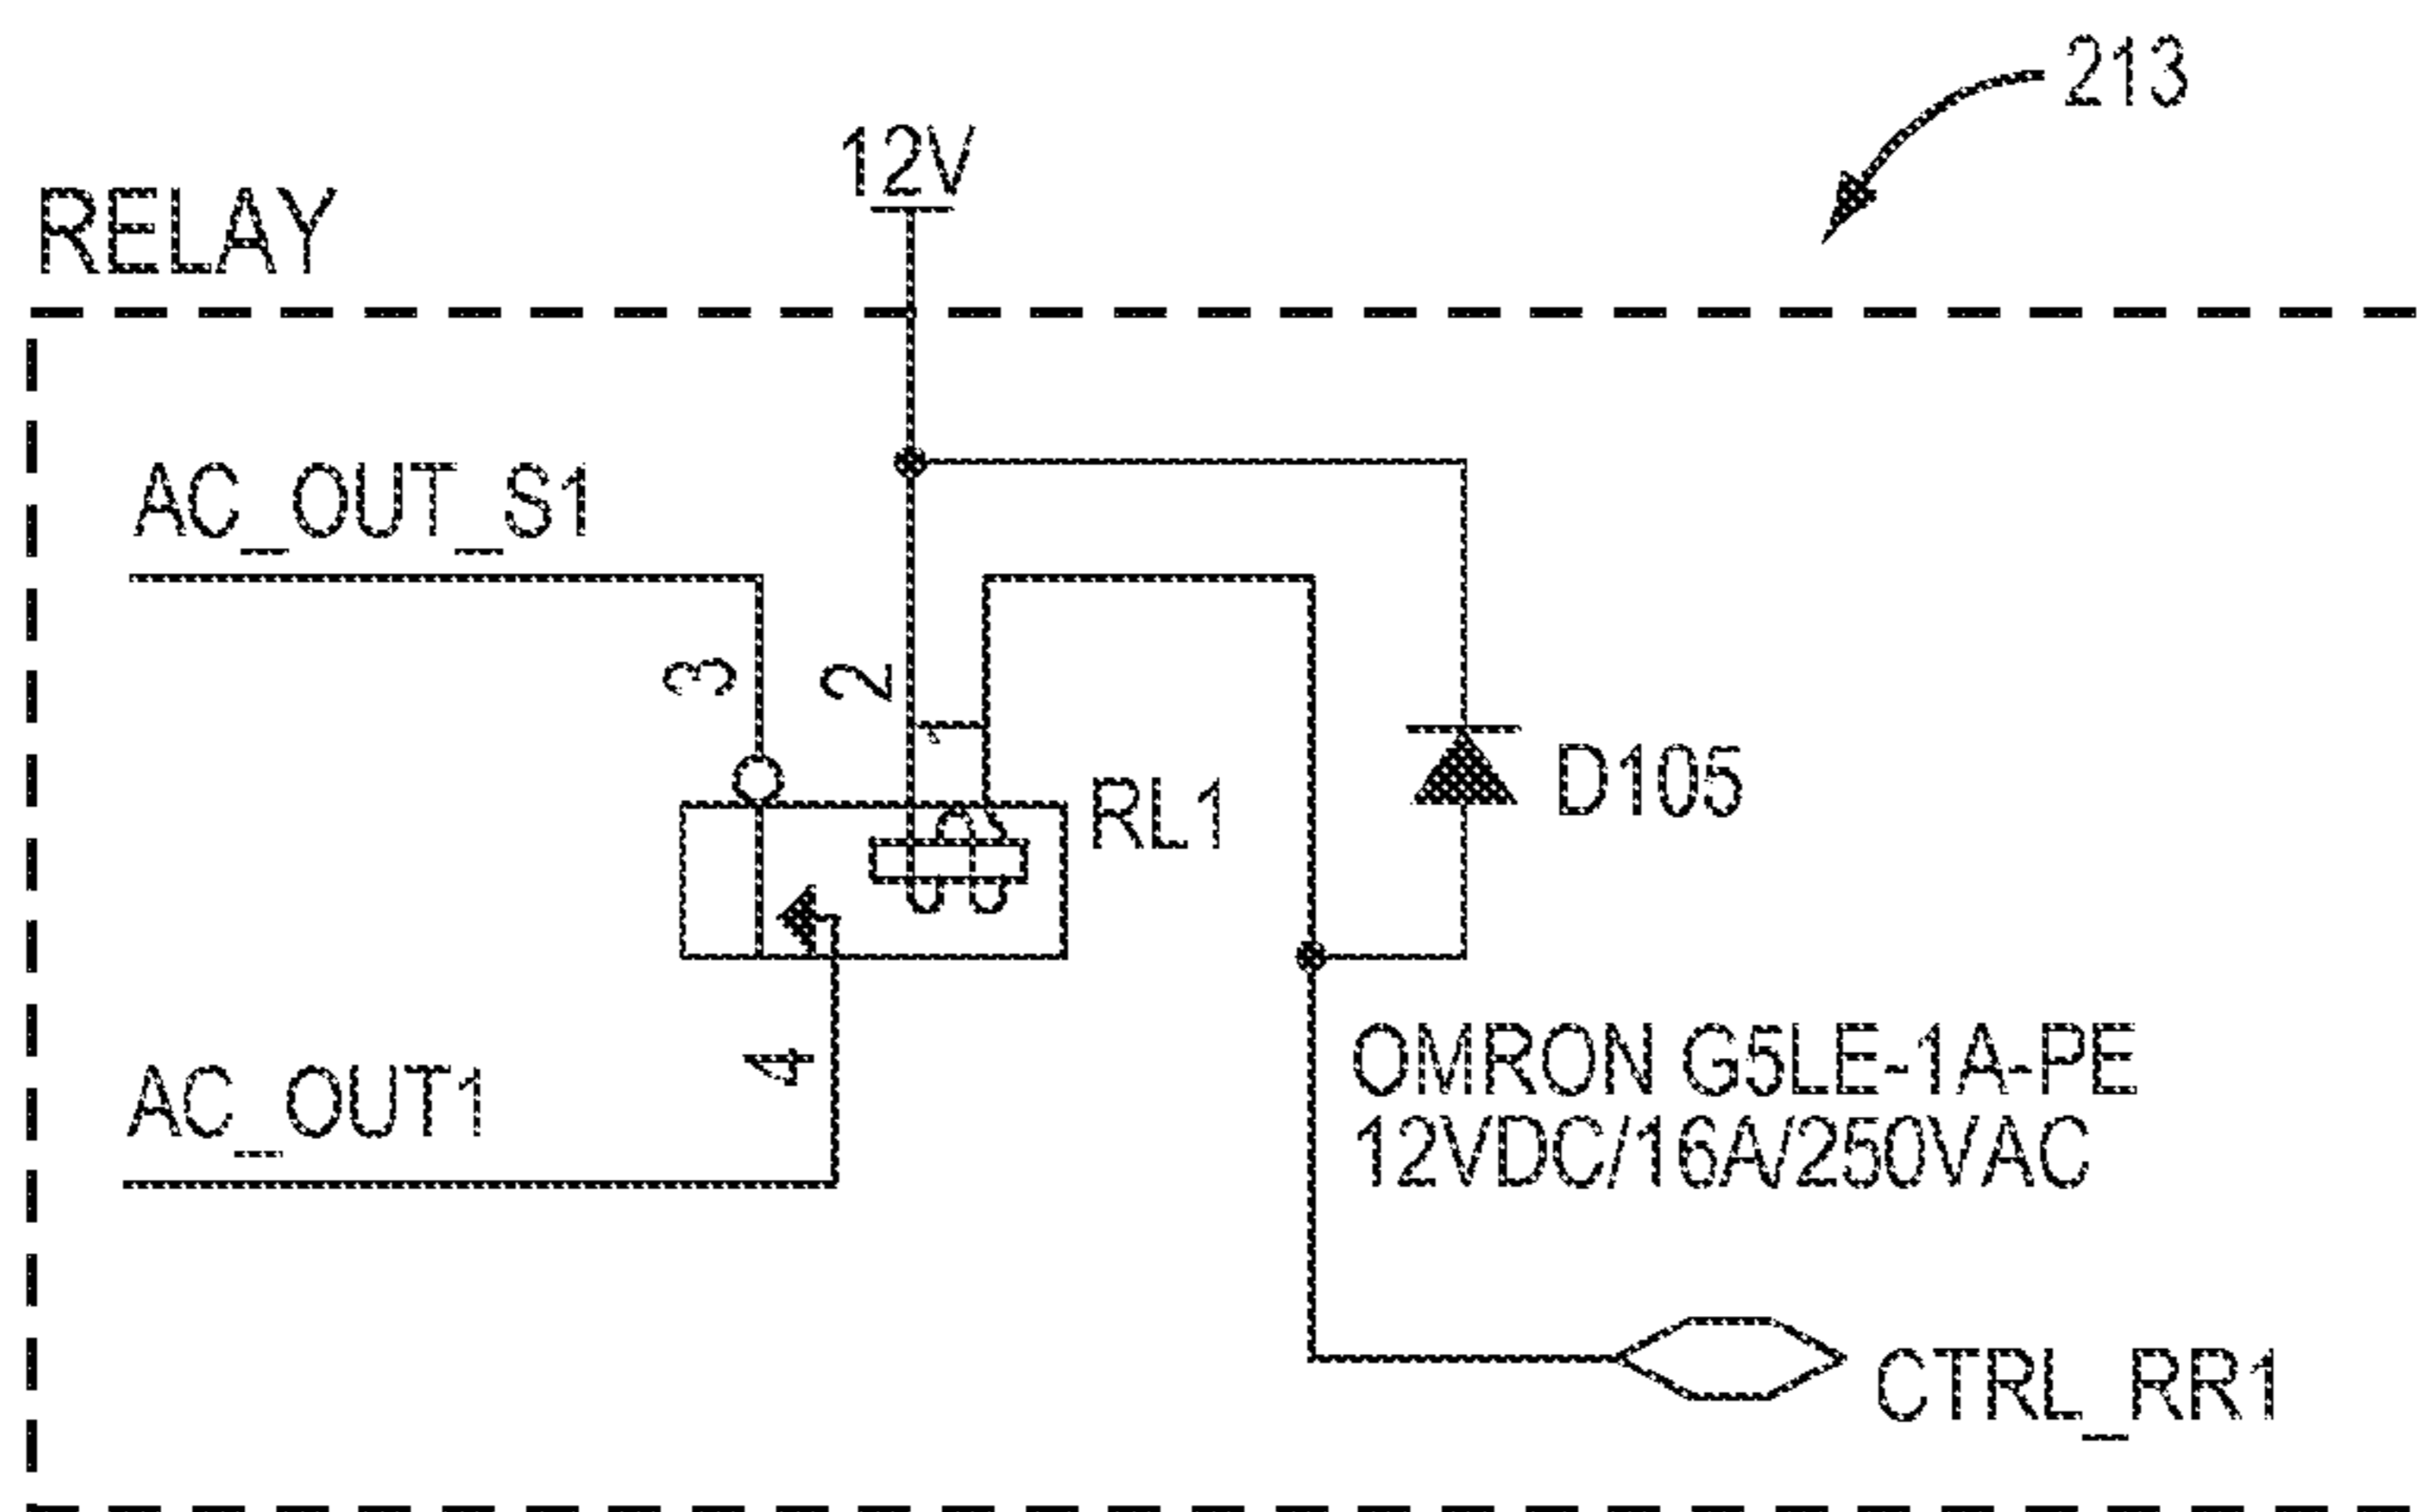 213
12V
RELAY
AC_OUT_S1
3
2
1
RL1
D105
4
OMRON G5LE-1A-PE
12VDC/16A/250VAC
AC_OUT1
CTRL_RR1